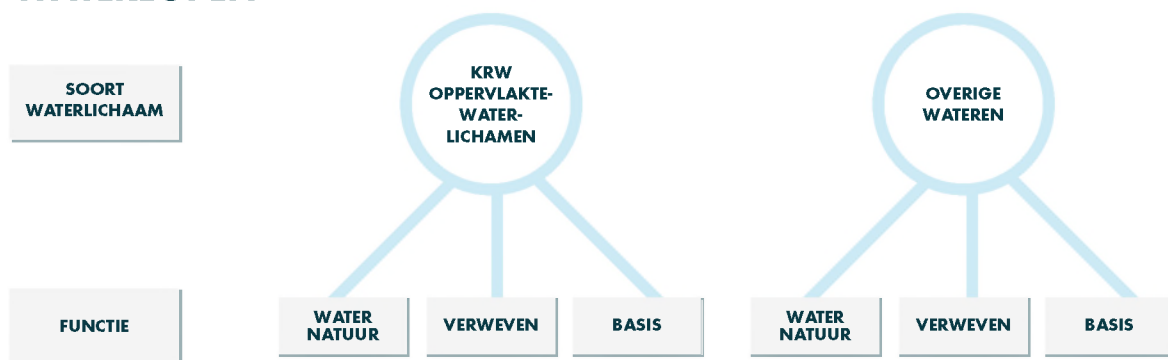 SOORT
WATERLICHAAM
KRW
OPPERVLAKTE-
WATER-
LICHAMEN
OVERIGE
WATEREN
FUNCTIE
WATER
NATUUR
VERWEVEN
BASIS
WATER
NATUUR
VERWEVEN
BASIS